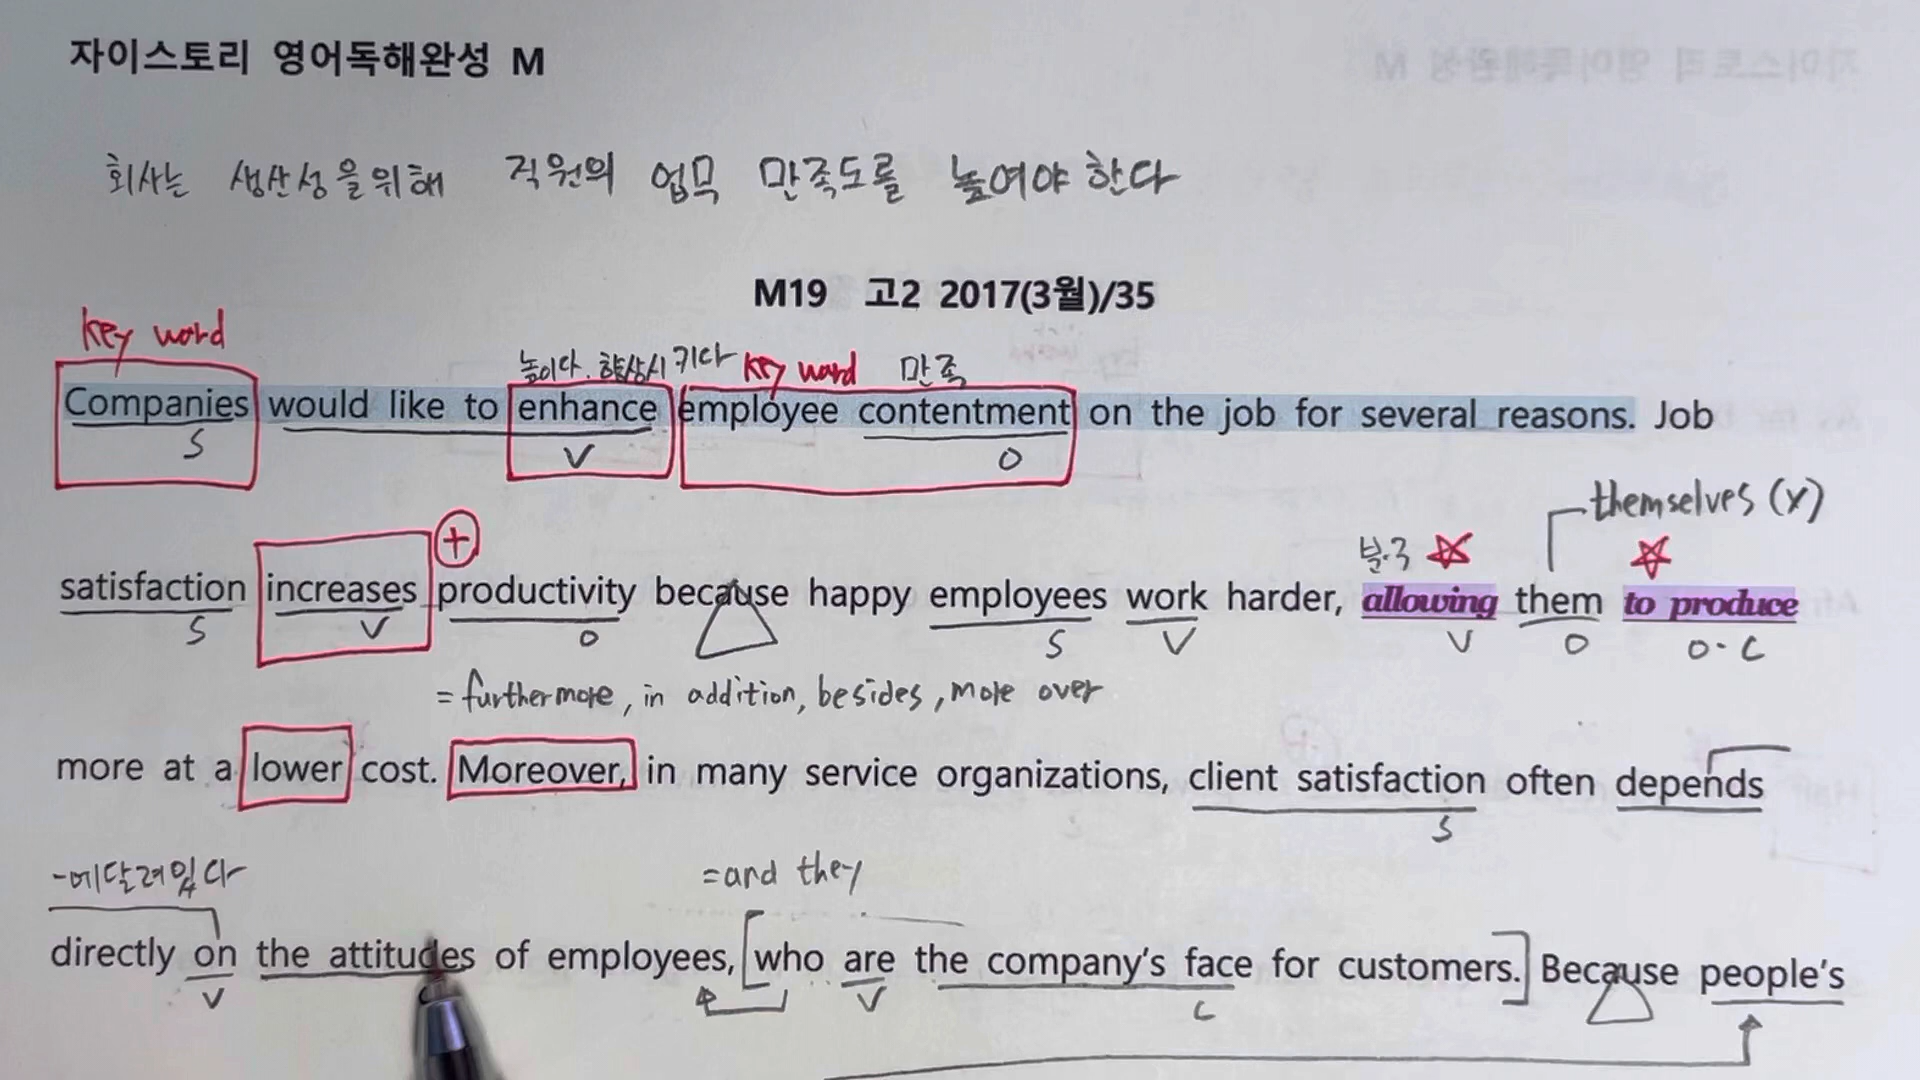 자이스토리 영어독해완성 M
회사는 생산성을위해 직원의 업무 만족도를 높여야한다
M19 고2 2017(3월)/35
key word
높이다. 향상시키다 key word 만족
Companies would like to enhance employee contentment on the job for several reasons. Job
S V O
themselves (X)
+ 분.구
satisfaction increases productivity because happy employees work harder, allowing them to produce
S V O S V V O O·C
= furthermore, in addition, besides, more over
more at a lower cost. Moreover, in many service organizations, client satisfaction often depends
S
-에달려있다 =and they
directly on the attitudes of employees, who are the company's face for customers. Because people's
V V C